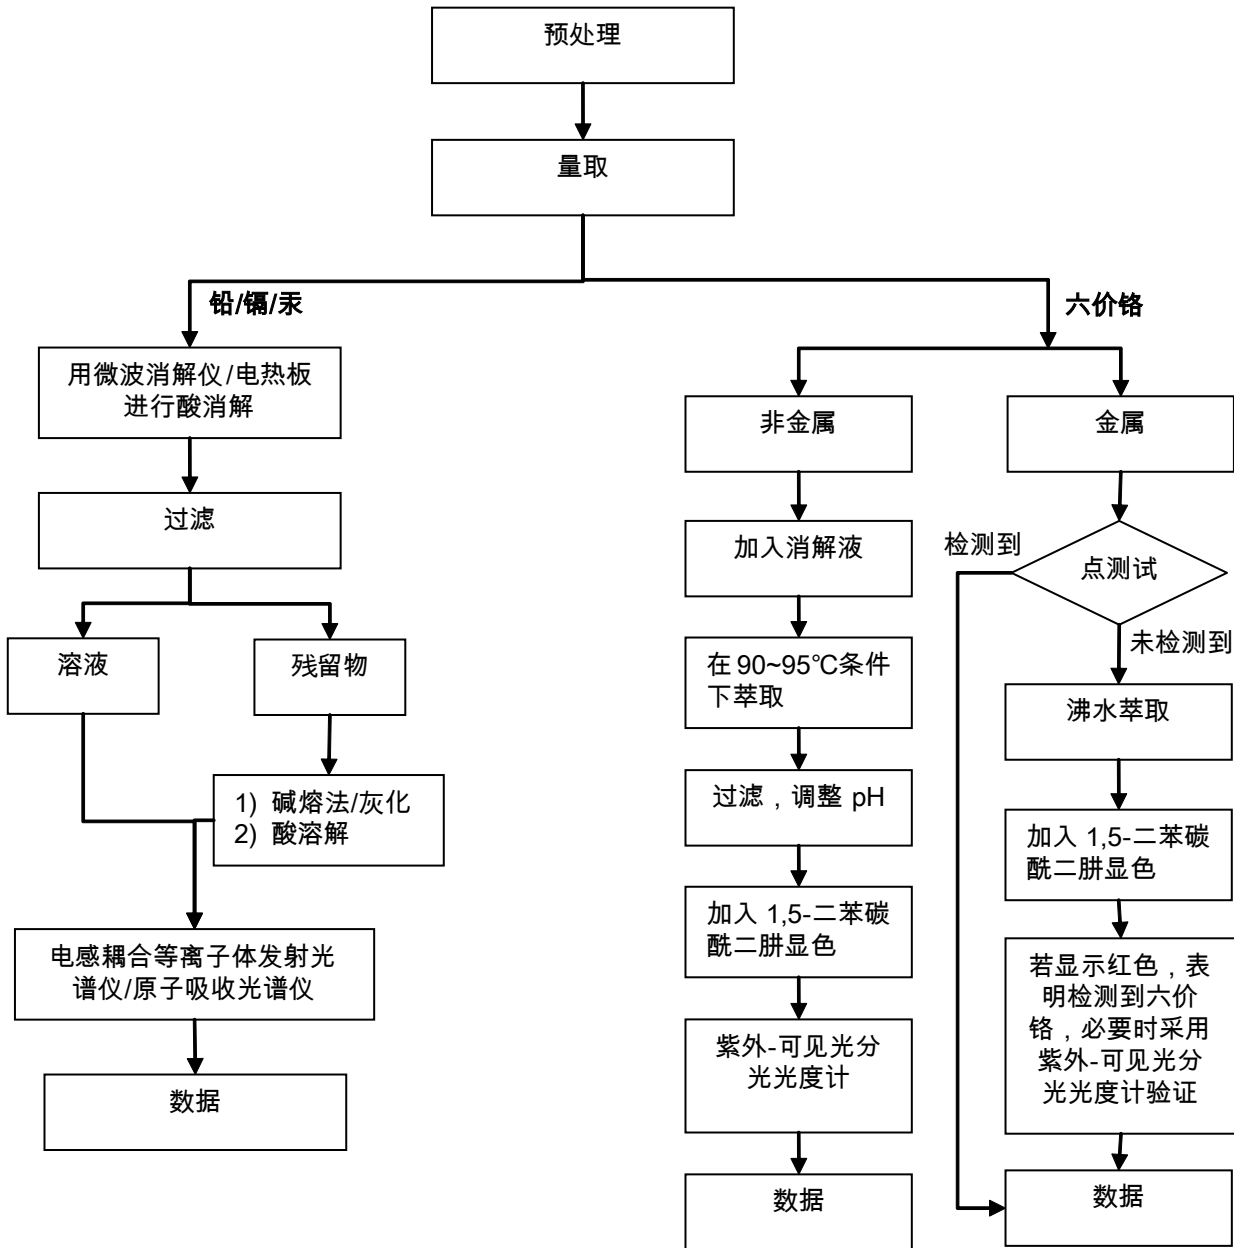 预处理
量取
铅/镉/汞
六价铬
用微波消解仪/电热板
进行酸消解
过滤
溶液
残留物
1) 碱熔法/灰化
2) 酸溶解
电感耦合等离子体发射光
谱仪/原子吸收光谱仪
数据
非金属
加入消解液
在 90~95℃条件
下萃取
过滤，调整 pH
加入 1,5-二苯碳
酰二肼显色
紫外-可见光分
光光度计
数据
金属
点测试
检测到
未检测到
沸水萃取
加入 1,5-二苯碳
酰二肼显色
若显示红色，表
明检测到六价
铬，必要时采用
紫外-可见光分
光光度计验证
数据